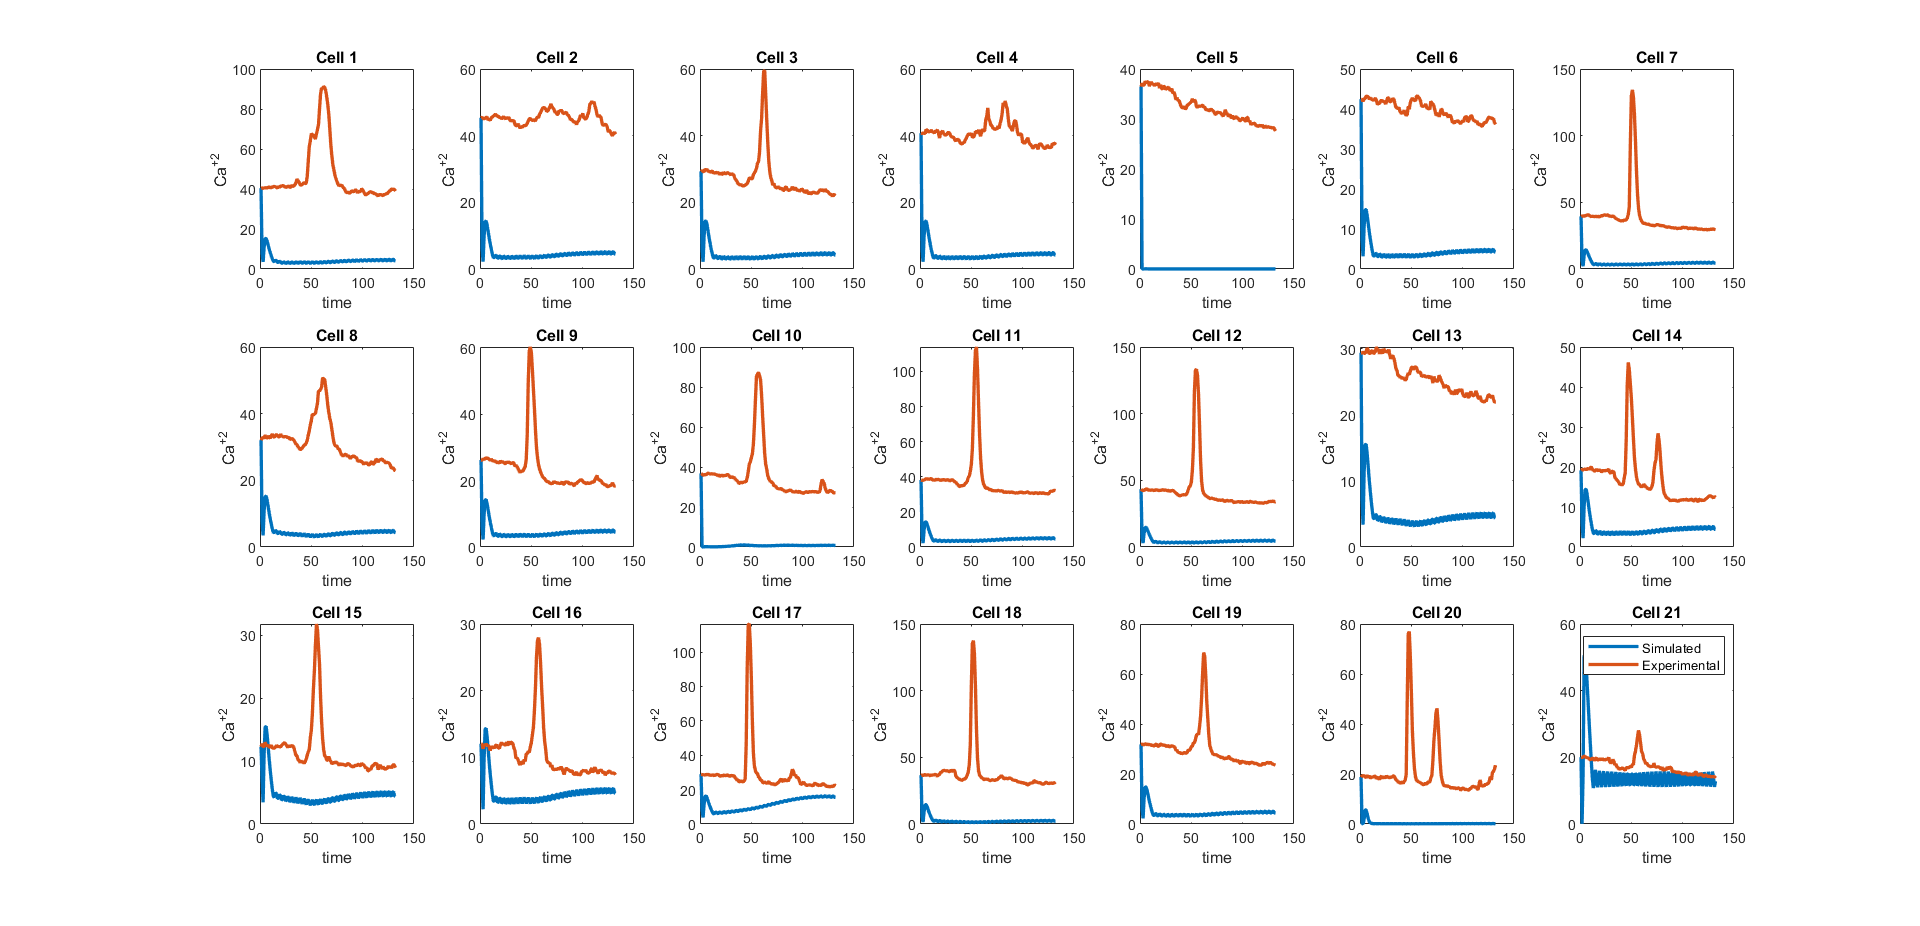 Cell 1 Cell 2 Cell 3 Cell 4 Cell 5 Cell 6 Cell 7
100 60 60 60 40 50 150
80 60 40 20 0
40 20 0
40 20 0
40 20 0
30 20 10 0
40 30 20 10 0
100 50 0
Ca+2 Ca+2 Ca+2 Ca+2 Ca+2 Ca+2 Ca+2
0 50 100 150 0 50 100 150 0 50 100 150 0 50 100 150 0 50 100 150 0 50 100 150 0 50 100 150
time time time time time time time
Cell 8 Cell 9 Cell 10 Cell 11 Cell 12 Cell 13 Cell 14
60 40 20 0
60 40 20 0
100 80 60 40 20 0
100 80 60 40 20 0
150 100 50 0
30 20 10 0
50 40 30 20 10 0
Ca+2 Ca+2 Ca+2 Ca+2 Ca+2 Ca+2 Ca+2
0 50 100 150 0 50 100 150 0 50 100 150 0 50 100 150 0 50 100 150 0 50 100 150 0 50 100 150
time time time time time time time
Cell 15 Cell 16 Cell 17 Cell 18 Cell 19 Cell 20 Cell 21
30 20 10 0
30 20 10 0
100 80 60 40 20 0
150 100 50 0
80 60 40 20 0
80 60 40 20 0
60 40 20 0
Simulated
Experimental
Ca+2 Ca+2 Ca+2 Ca+2 Ca+2 Ca+2 Ca+2
0 50 100 150 0 50 100 150 0 50 100 150 0 50 100 150 0 50 100 150 0 50 100 150 0 50 100 150
time time time time time time time